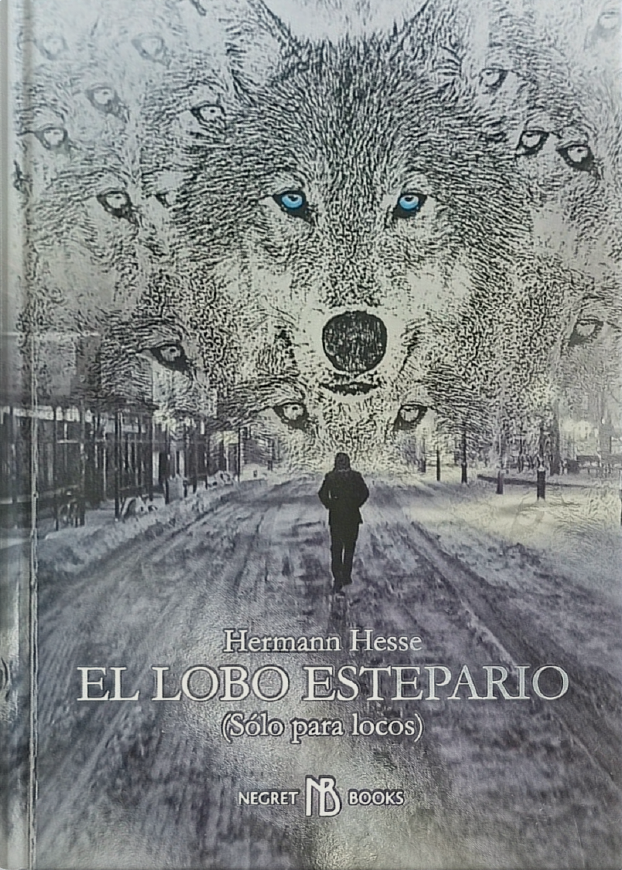 Hermann Hesse
EL LOBO ESTEPARIO
(Sólo para locos)
NEGRET NB BOOKS